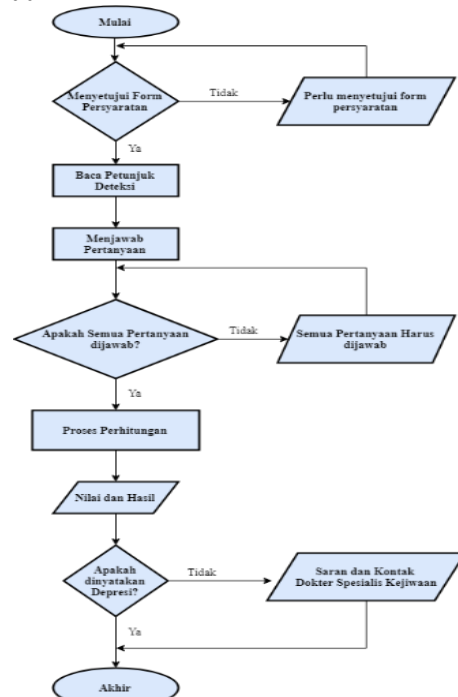 Mulai
Menyetujui Form
Persyaratan
Tidak
Perlu menyetujui form
persyaratan
Ya
Baca Petunjuk
Deteksi
Menjawab
Pertanyaan
Apakah Semua Pertanyaan
dijawab?
Tidak
Semua Pertanyaan Harus
dijawab
Ya
Proses Perhitungan
Nilai dan Hasil
Apakah
dinyatakan
Depresi?
Tidak
Saran dan Kontak
Dokter Spesialis Kejiwaan
Ya
Akhir